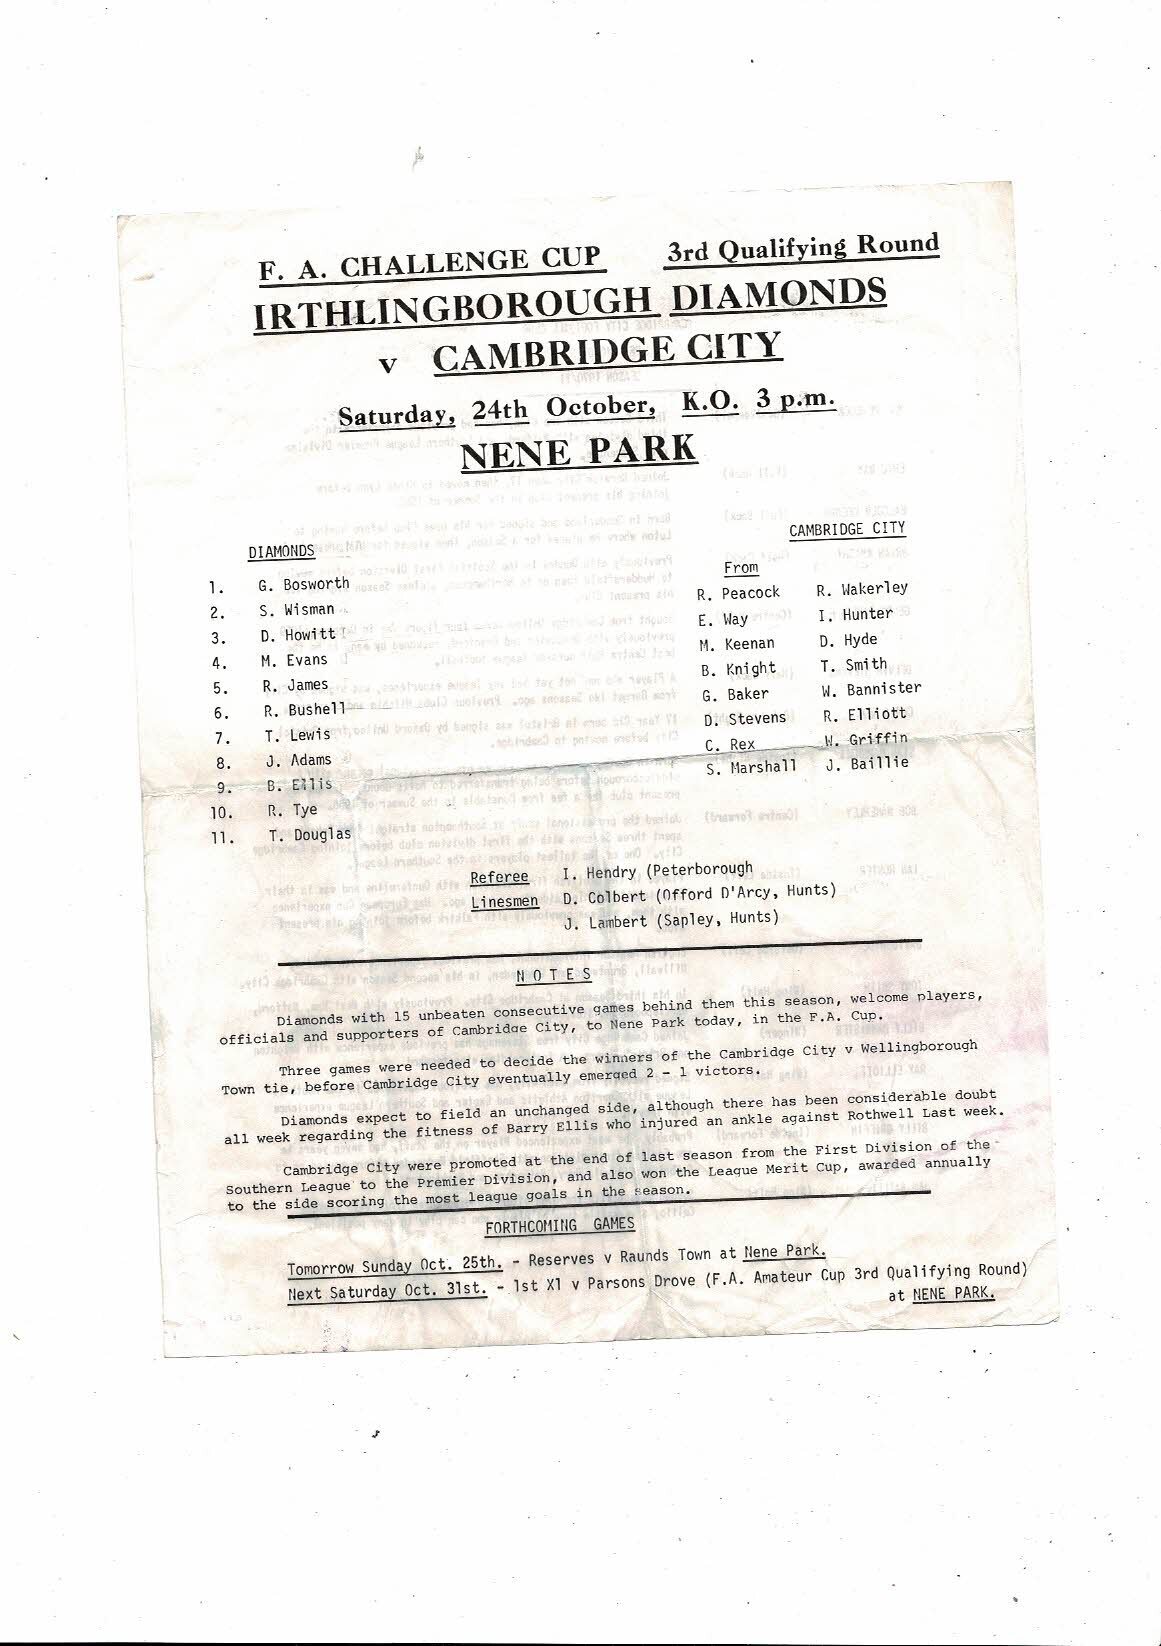 F. A. CHALLENGE CUP 3rd Qualifying Round
IRTHLINGBOROUGH DIAMONDS
v CAMBRIDGE CITY
Saturday, 24th October, K.O. 3 p.m.
NENE PARK
DIAMONDS
1. G. Bosworth
2. S. Wisman
3. D. Howitt
4. M. Evans
5. R. James
6. R. Bushell
7. T. Lewis
8. J. Adams
9. B. Ellis
10. R. Tye
11. T. Douglas
CAMBRIDGE CITY
From
R. Peacock R. Wakerley
E. Way I. Hunter
M. Keenan D. Hyde
B. Knight T. Smith
G. Baker W. Bannister
D. Stevens R. Elliott
C. Rex W. Griffin
S. Marshall J. Baillie
Referee I. Hendry (Peterborough
Linesmen D. Colbert (Offord D'Arcy, Hunts)
J. Lambert (Sapley, Hunts)
N O T E S
Diamonds with 15 unbeaten consecutive games behind them this season, welcome players,
officials and supporters of Cambridge City, to Nene Park today, in the F.A. Cup.
Three games were needed to decide the winners of the Cambridge City v Wellingborough
Town tie, before Cambridge City eventually emerged 2 - 1 victors.
Diamonds expect to field an unchanged side, although there has been considerable doubt
all week regarding the fitness of Barry Ellis who injured an ankle against Rothwell Last week.
Cambridge City were promoted at the end of last season from the First Division of the
Southern League to the Premier Division, and also won the League Merit Cup, awarded annually
to the side scoring the most league goals in the season.
FORTHCOMING GAMES
Tomorrow Sunday Oct. 25th. - Reserves v Raunds Town at Nene Park.
Next Saturday Oct. 31st. - 1st X1 v Parsons Drove (F.A. Amateur Cup 3rd Qualifying Round)
at NENE PARK.